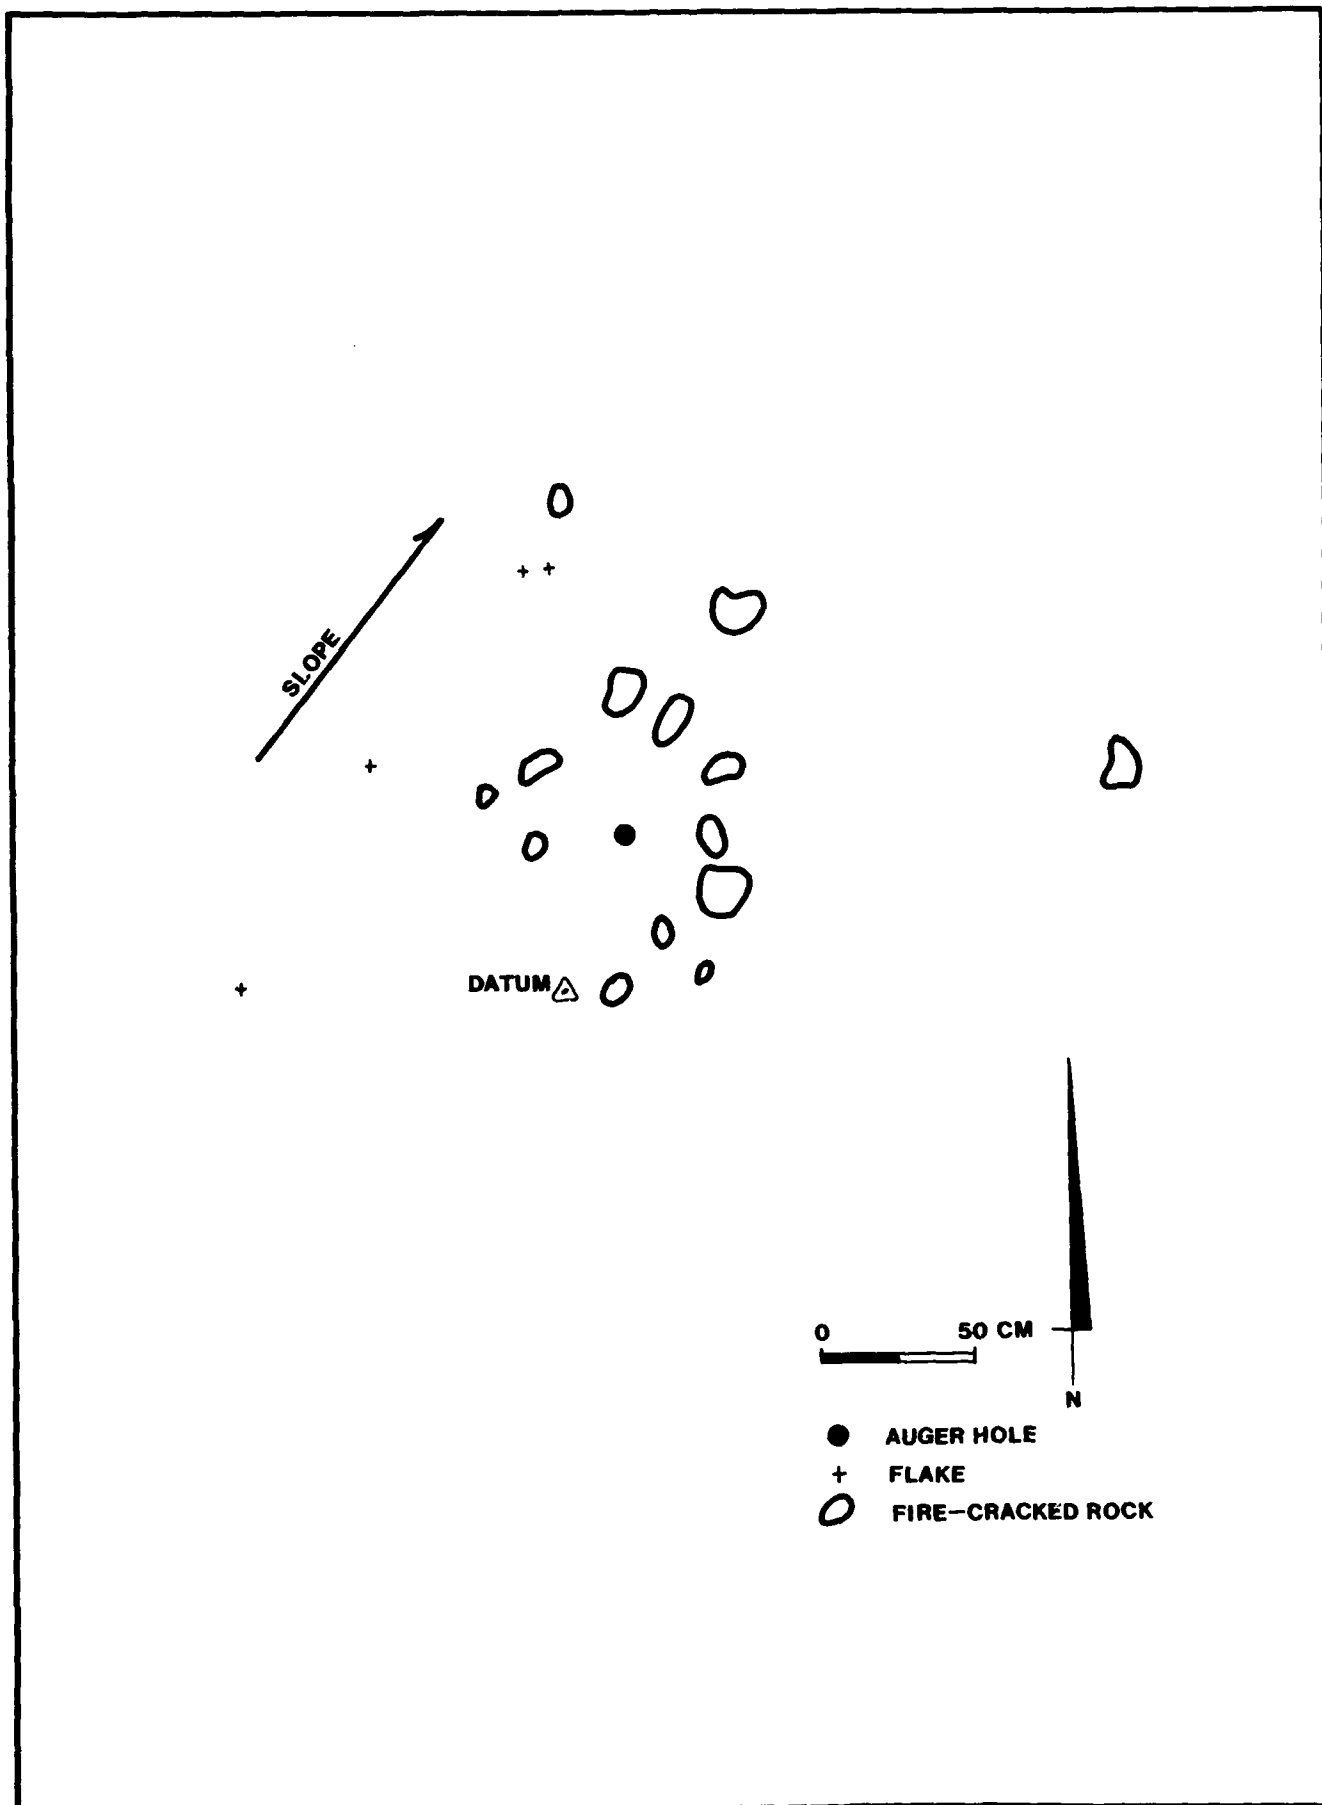 SLOPE
DATUM
0 50 CM
N
AUGER HOLE
FLAKE
FIRE-CRACKED ROCK